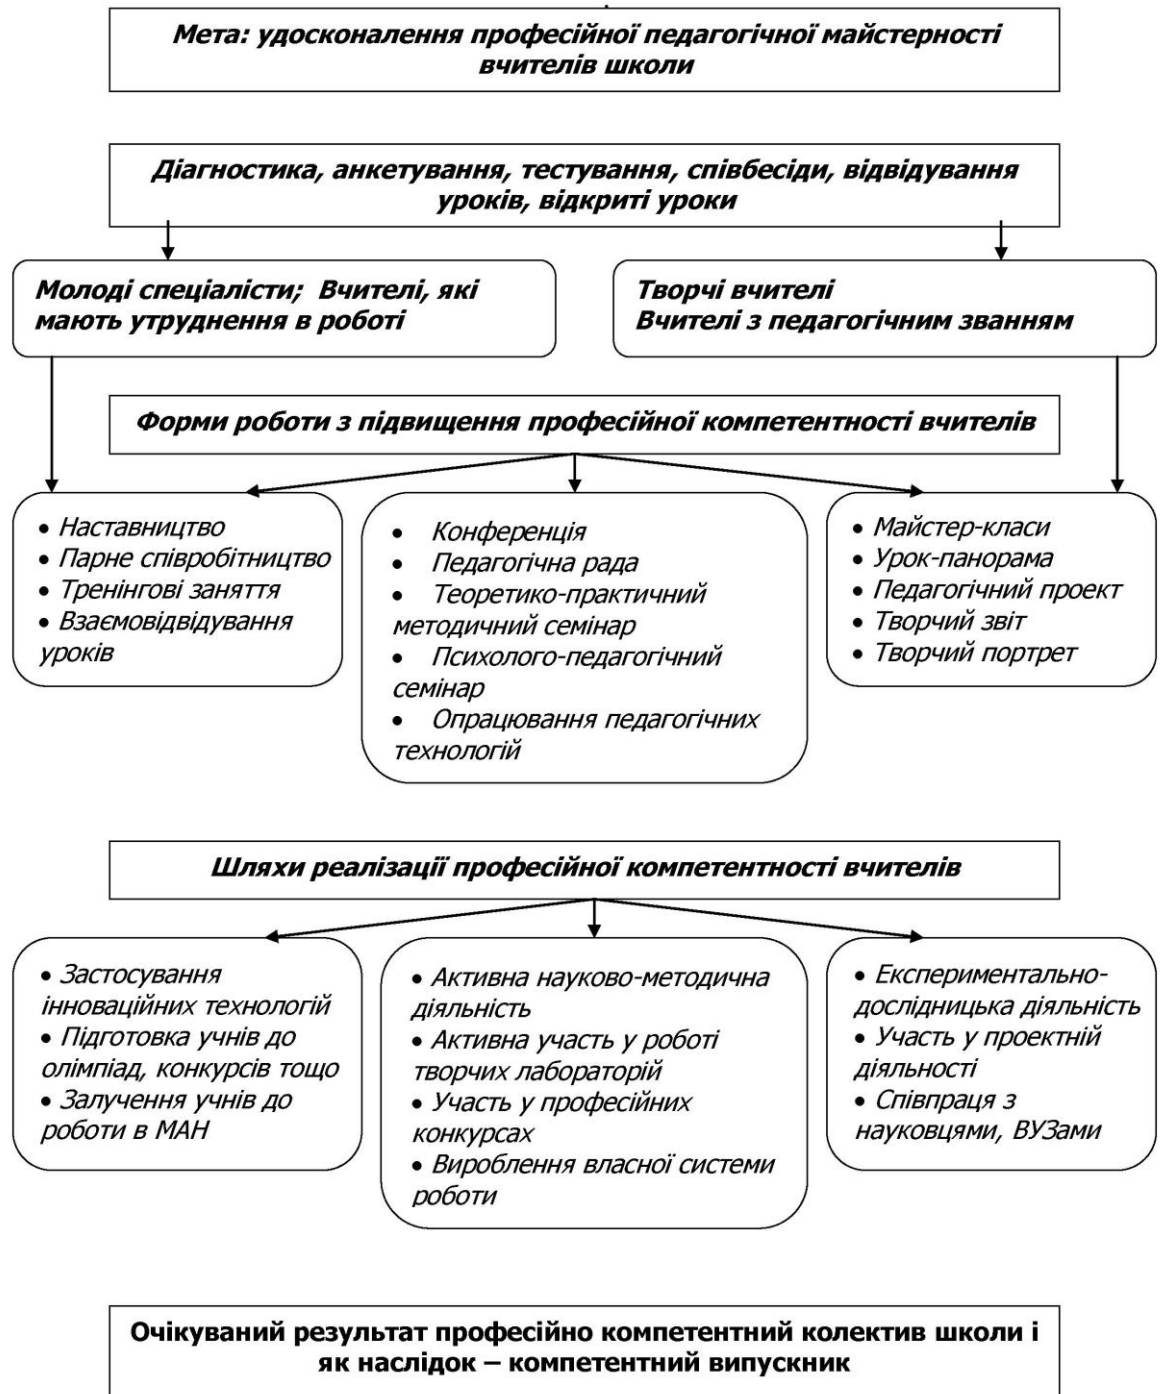 Мета: удосконалення професійної педагогічної майстерності
вчителів школи
Діагностика, анкетування, тестування, співбесіди, відвідування
уроків, відкриті уроки
Молоді спеціалісти; Вчителі, які
мають утруднення в роботі
Творчі вчителі
Вчителі з педагогічним званням
Форми роботи з підвищення професійної компетентності вчителів
• Наставництво
• Парне співробітництво
• Тренінгові заняття
• Взаємовідвідування
уроків
• Конференція
• Педагогічна рада
• Теоретико-практичний
методичний семінар
• Психолого-педагогічний
семінар
• Опрацювання педагогічних
технологій
• Майстер-класи
• Урок-панорама
• Педагогічний проект
• Творчий звіт
• Творчий портрет
Шляхи реалізації професійної компетентності вчителів
• Застосування
інноваційних технологій
• Підготовка учнів до
олімпіад, конкурсів тощо
• Залучення учнів до
роботи в МАН
• Активна науково-методична
діяльність
• Активна участь у роботі
творчих лабораторій
• Участь у професійних
конкурсах
• Вироблення власної системи
роботи
• Експериментально-
дослідницька діяльність
• Участь у проектній
діяльності
• Співпраця з
науковцями, ВУЗами
Очікуваний результат професійно компетентний колектив школи і
як наслідок – компетентний випускник